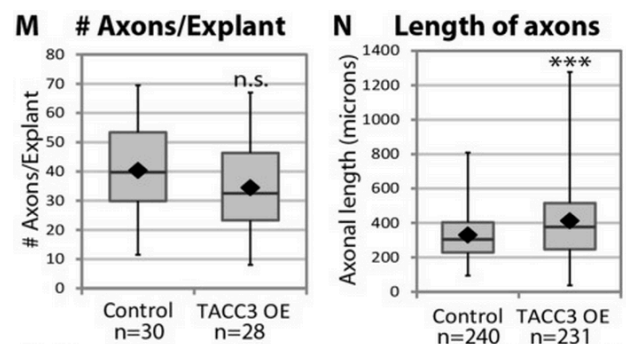 M # Axons/Explant
# Axons/Explant
80
70
60
50
40
30
20
10
0
n.s.
Control
n=30
TACC3 OE
n=28
N Length of axons
Axonal length (microns)
1400
1200
1000
800
600
400
200
0
***
Control
n=240
TACC3 OE
n=231